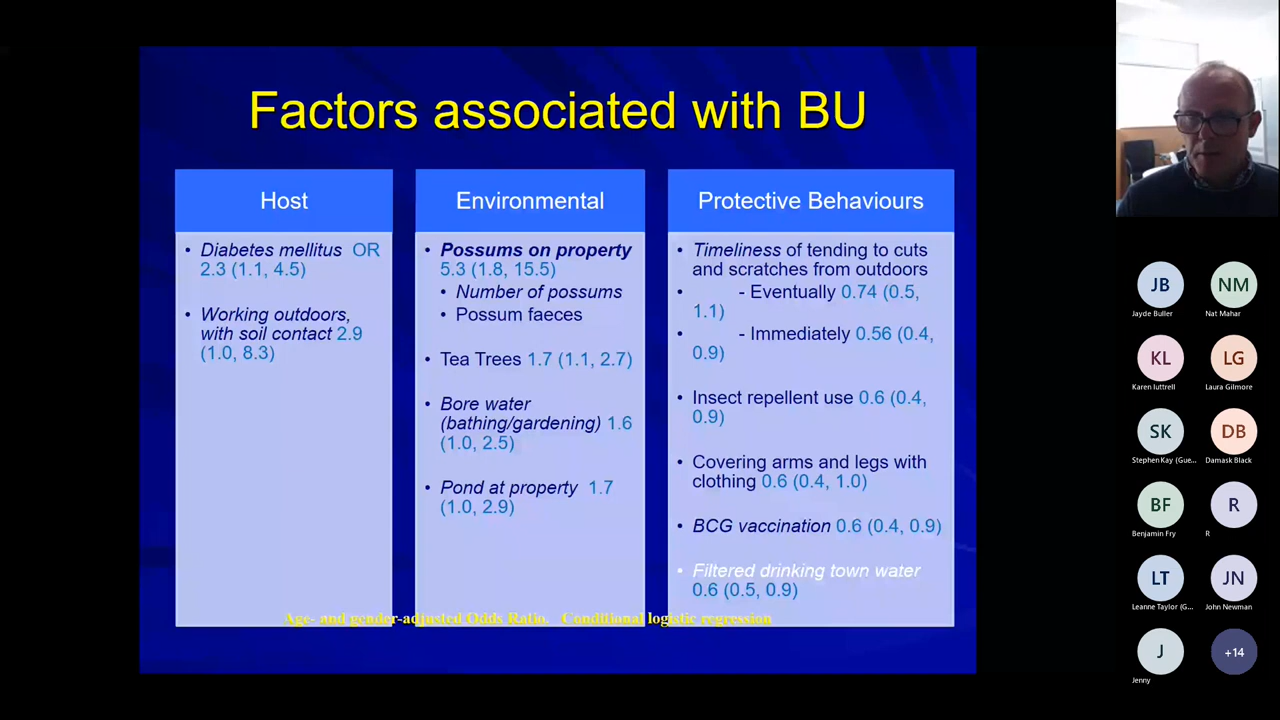 Factors associated with BU
Host
• Diabetes mellitus OR
2.3 (1.1, 4.5)
• Working outdoors,
with soil contact 2.9
(1.0, 8.3)
Environmental
• Possums on property
5.3 (1.8, 15.5)
• Number of possums
• Possum faeces
• Tea Trees 1.7 (1.1, 2.7)
• Bore water
(bathing/gardening) 1.6
(1.0, 2.5)
• Pond at property 1.7
(1.0, 2.9)
Protective Behaviours
• Timeliness of tending to cuts
and scratches from outdoors
• - Eventually 0.74 (0.5,
1.1)
• - Immediately 0.56 (0.4,
0.9)
• Insect repellent use 0.6 (0.4,
0.9)
• Covering arms and legs with
clothing 0.6 (0.4, 1.0)
• BCG vaccination 0.6 (0.4, 0.9)
• Filtered drinking town water
0.6 (0.5, 0.9)
Age- and gender-adjusted Odds Ratio. Conditional logistic regression
JB
Jayde Buller
NM
Nat Mahar
KL
Karen luttrell
LG
Laura Gilmore
SK
Stephen Kay (Gue...
DB
Damask Black
BF
Benjamin Fry
R
R
LT
Leanne Taylor (G...
JN
John Newman
J
Jenny
+14